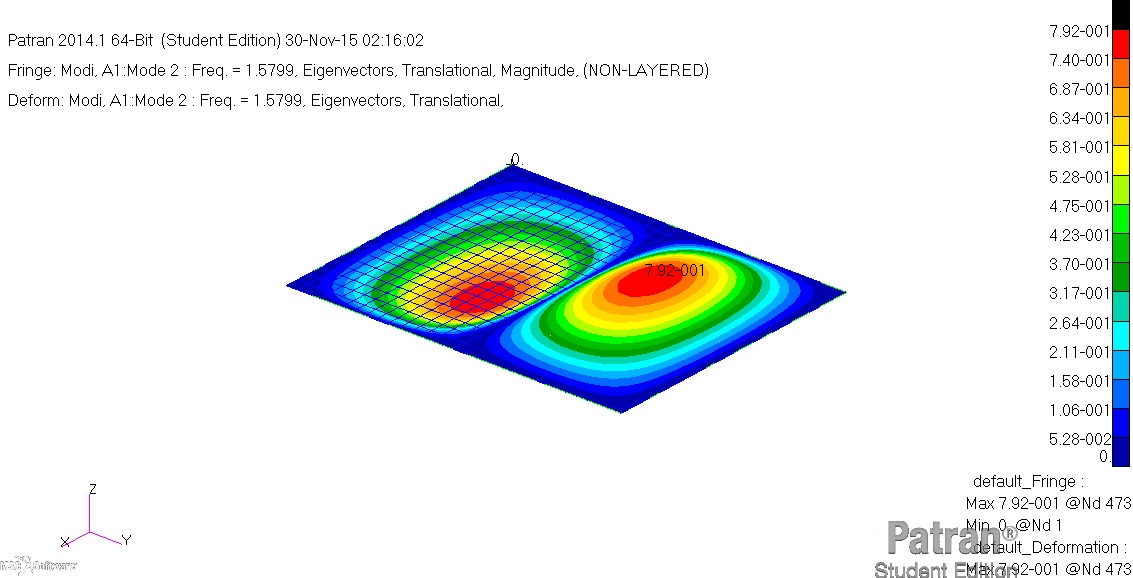 Patran 2014.1 64-Bit (Student Edition) 30-Nov-15 02:16:02
Fringe: Modi, A1:Mode 2 : Freq. = 1.5799, Eigenvectors, Translational, Magnitude, (NON-LAYERED)
Deform: Modi, A1:Mode 2 : Freq. = 1.5799, Eigenvectors, Translational,
0.
7.92-001
7.92-001
7.40-001
6.87-001
6.34-001
5.81-001
5.28-001
4.75-001
4.23-001
3.70-001
3.17-001
2.64-001
2.11-001
1.58-001
1.06-001
5.28-002
0.
default_Fringe :
Max 7.92-001 @Nd 473
Min 0. @Nd 1
default_Deformation :
Max 7.92-001 @Nd 473
Z
X
Y
Patran®
Student Edition
Software